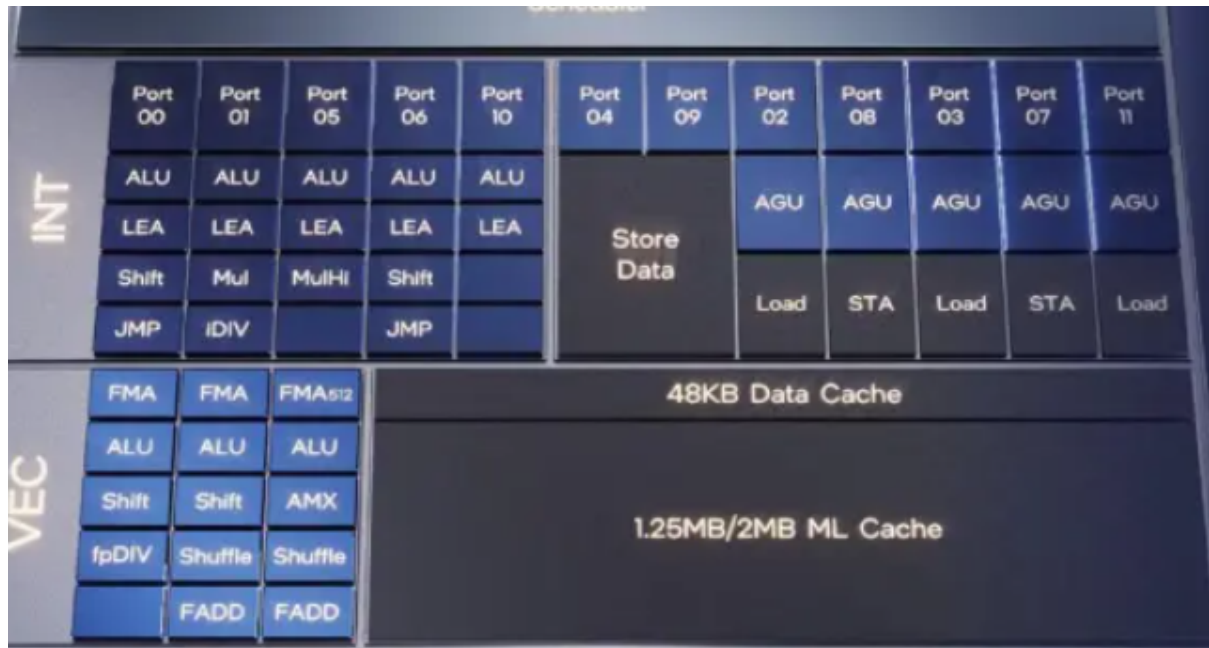 Scheduler
Port 00 Port 01 Port 05 Port 06 Port 10 Port 04 Port 09 Port 02 Port 08 Port 03 Port 07 Port 11
INT
ALU ALU ALU ALU ALU
AGU AGU AGU AGU AGU
LEA LEA LEA LEA LEA
Store
Data
Shift Mul MulHi Shift
Load STA Load STA Load
JMP iDIV JMP
VEC
FMA FMA FMA512
48KB Data Cache
ALU ALU ALU
Shift Shift AMX
1.25MB/2MB ML Cache
fpDIV Shuffle Shuffle
FADD FADD